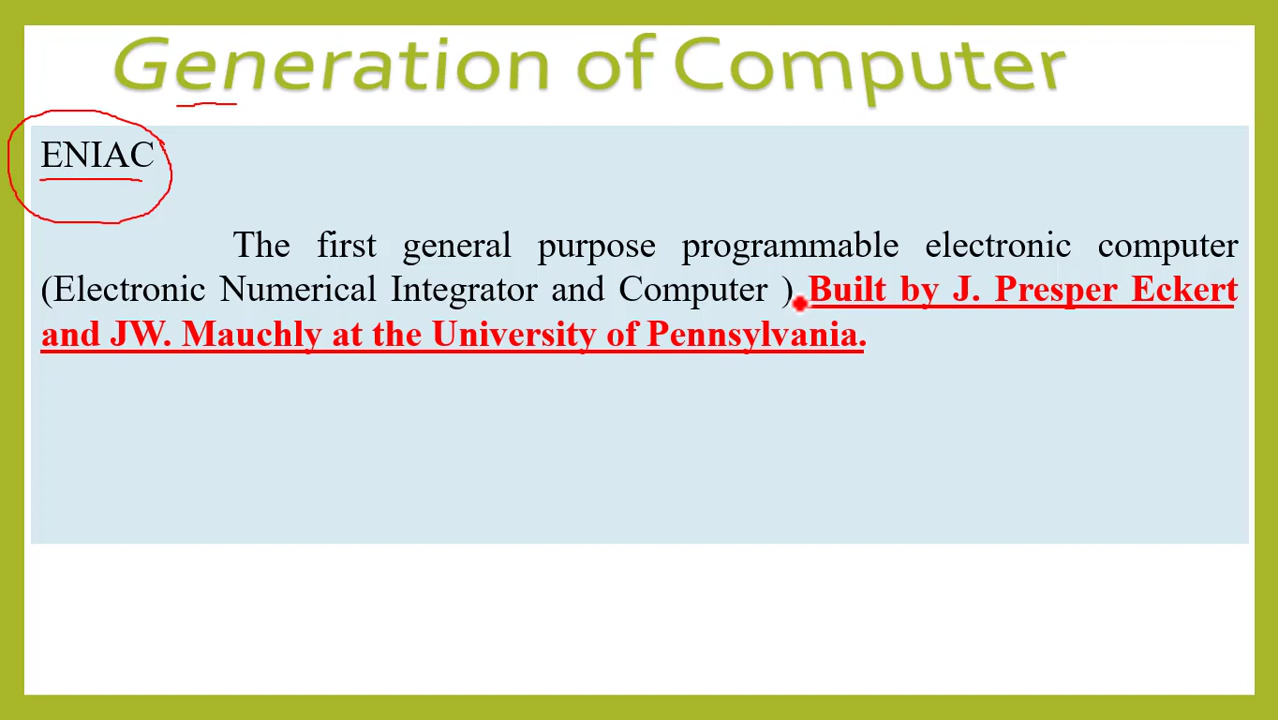 Generation of Computer
ENIAC
The first general purpose programmable electronic computer
(Electronic Numerical Integrator and Computer ) Built by J. Presper Eckert
and JW. Mauchly at the University of Pennsylvania.